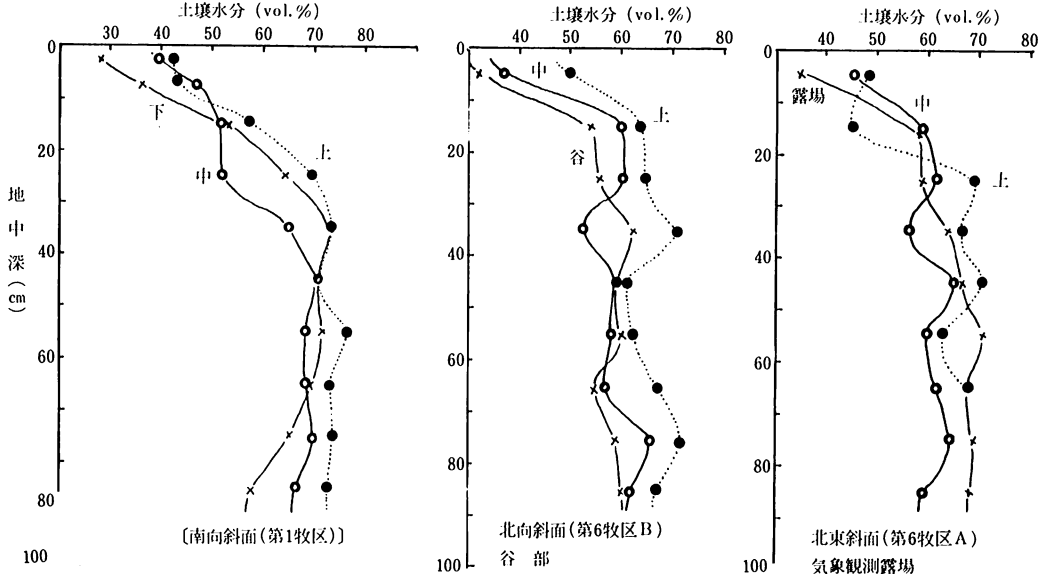 土壌水分 (vol.%)
30 40 50 60 70 80
0
20
40
60
80
100
地中深(cm)
下
中
上
〔南向斜面(第1牧区)〕
土壌水分 (vol.%)
40 50 60 70 80
0
20
40
60
80
100
中
上
谷
北向斜面(第6牧区B)
谷 部
土壌水分 (vol.%)
40 50 60 70 80
0
20
40
60
80
100
露場
中
上
北東斜面(第6牧区A)
気象観測露場